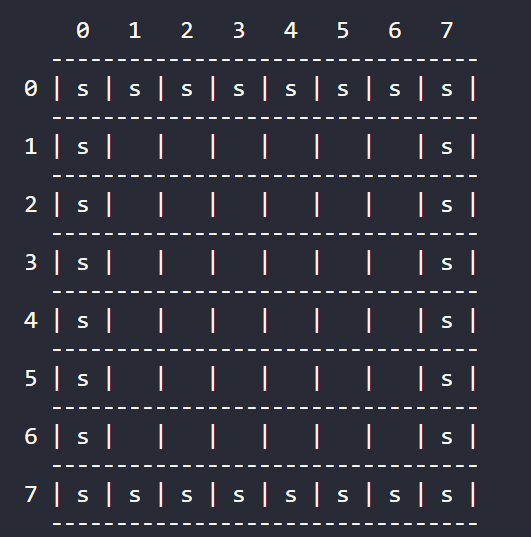 0   1   2   3   4   5   6   7
  ---------------------------------
0 | s | s | s | s | s | s | s | s |
  ---------------------------------
1 | s |   |   |   |   |   |   | s |
  ---------------------------------
2 | s |   |   |   |   |   |   | s |
  ---------------------------------
3 | s |   |   |   |   |   |   | s |
  ---------------------------------
4 | s |   |   |   |   |   |   | s |
  ---------------------------------
5 | s |   |   |   |   |   |   | s |
  ---------------------------------
6 | s |   |   |   |   |   |   | s |
  ---------------------------------
7 | s | s | s | s | s | s | s | s |
  ---------------------------------